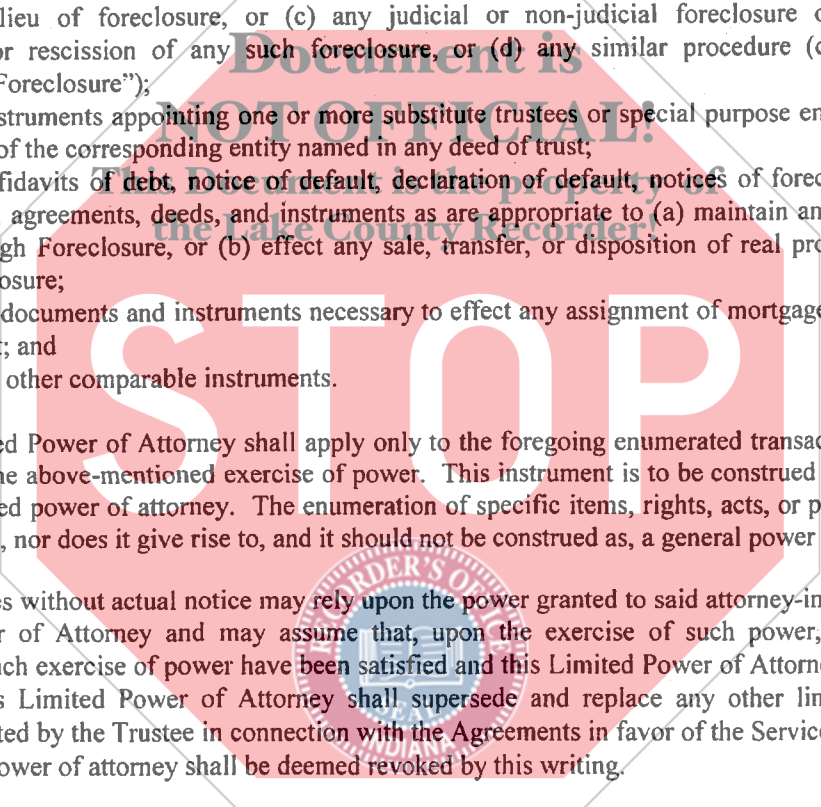 lieu of foreclosure, or (c) any judicial or non-judicial foreclosure
or rescission of any such foreclosure, or (d) any similar procedure (
Foreclosure”);
struments appointing one or more substitute trustees or special purpose en
of the corresponding entity named in any deed of trust;
fidavits of debt, notice of default, declaration of default, notices of forec
agreements, deeds, and instruments as are appropriate to (a) maintain an
gh Foreclosure, or (b) effect any sale, transfer, or disposition of real pro
osure;
documents and instruments necessary to effect any assignment of mortgage
; and
other comparable instruments.
ed Power of Attorney shall apply only to the foregoing enumerated transac
ne above-mentioned exercise of power. This instrument is to be construed
ed power of attorney. The enumeration of specific items, rights, acts, or p
, nor does it give rise to, and it should not be construed as, a general power
es without actual notice may rely upon the power granted to said attorney-in
r of Attorney and may assume that, upon the exercise of such power,
ch exercise of power have been satisfied and this Limited Power of Attorne
s Limited Power of Attorney shall supersede and replace any other lim
ted by the Trustee in connection with the Agreements in favor of the Servic
ower of attorney shall be deemed revoked by this writing.
Document is
NOT OFFICIAL!
This Document is the property of
the Lake County Recorder!
STOP
RECORDER'S OFFICE
SEAL
INDIANA